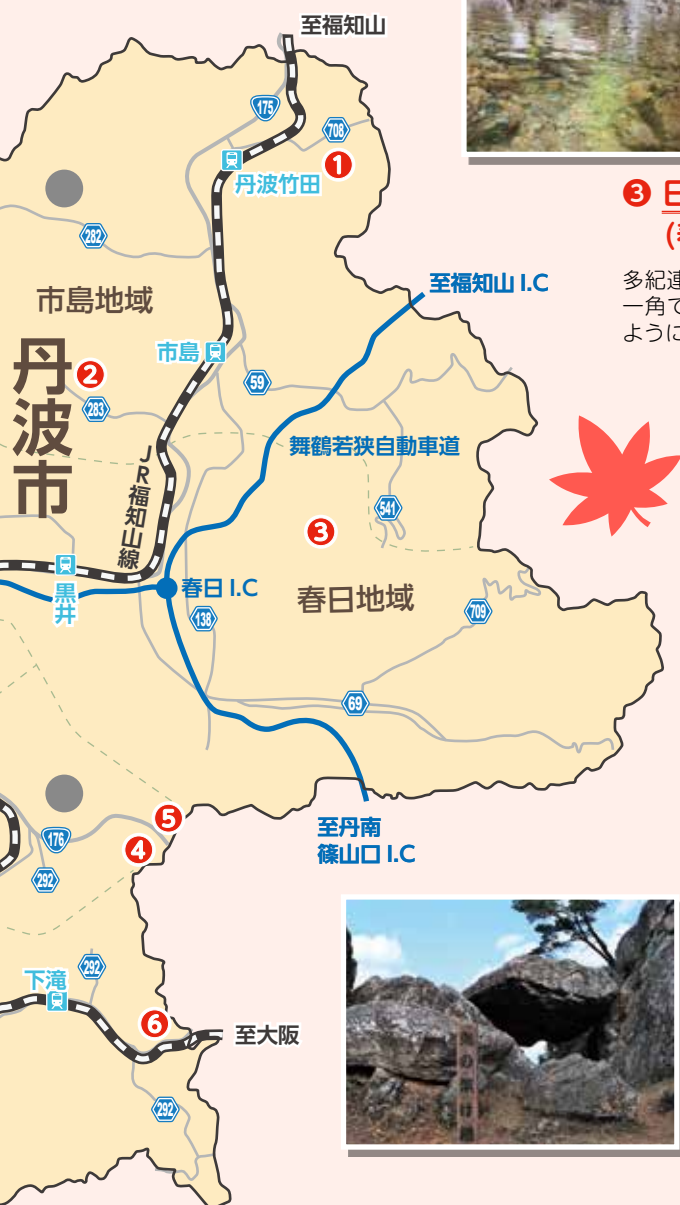 至福知山
175
708
1
丹波竹田
282
市島地域
至福知山 I.C
3 日
多紀連
一角で
ように
市島
丹波市
2
59
283
舞鶴若狭自動車道
JR福知山線
541
3
黒井
春日 I.C
春日地域
138
709
69
5
至丹南
篠山口 I.C
176
4
292
下滝
292
6
至大阪
292